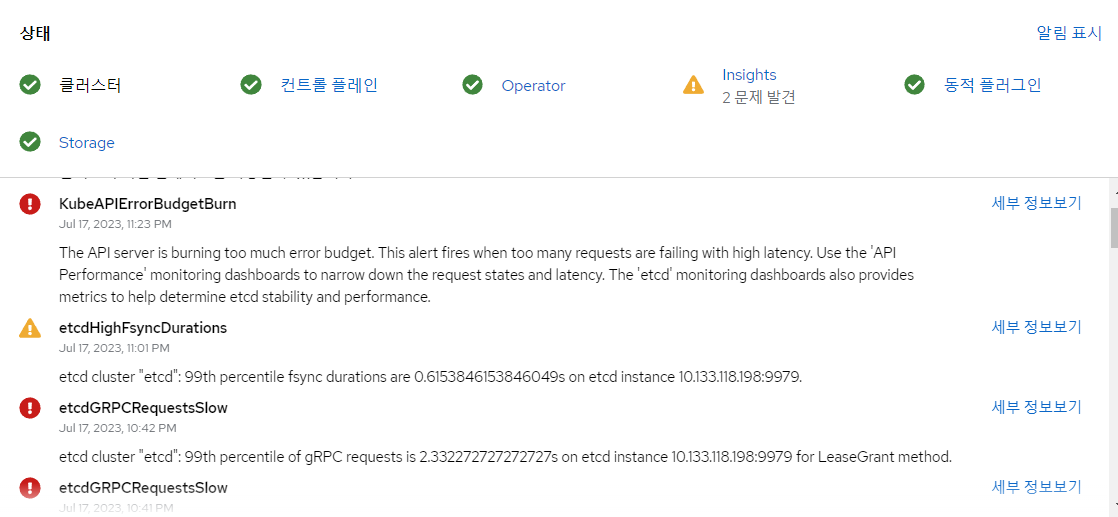 상태
알림 표시
클러스터
컨트롤 플레인
Operator
Insights
2 문제 발견
동적 플러그인
Storage
KubeAPIErrorBudgetBurn
세부 정보보기
Jul 17, 2023, 11:23 PM
The API server is burning too much error budget. This alert fires when too many requests are failing with high latency. Use the 'API
Performance' monitoring dashboards to narrow down the request states and latency. The 'etcd' monitoring dashboards also provides
metrics to help determine etcd stability and performance.
etcdHighFsyncDurations
세부 정보보기
Jul 17, 2023, 11:01 PM
etcd cluster "etcd": 99th percentile fsync durations are 0.6153846153846049s on etcd instance 10.133.118.198:9979.
etcdGRPCRequestsSlow
세부 정보보기
Jul 17, 2023, 10:42 PM
etcd cluster "etcd": 99th percentile of gRPC requests is 2.332272727272727s on etcd instance 10.133.118.198:9979 for LeaseGrant method.
etcdGRPCRequestsSlow
세부 정보보기
Jul 17, 2023, 10:41 PM